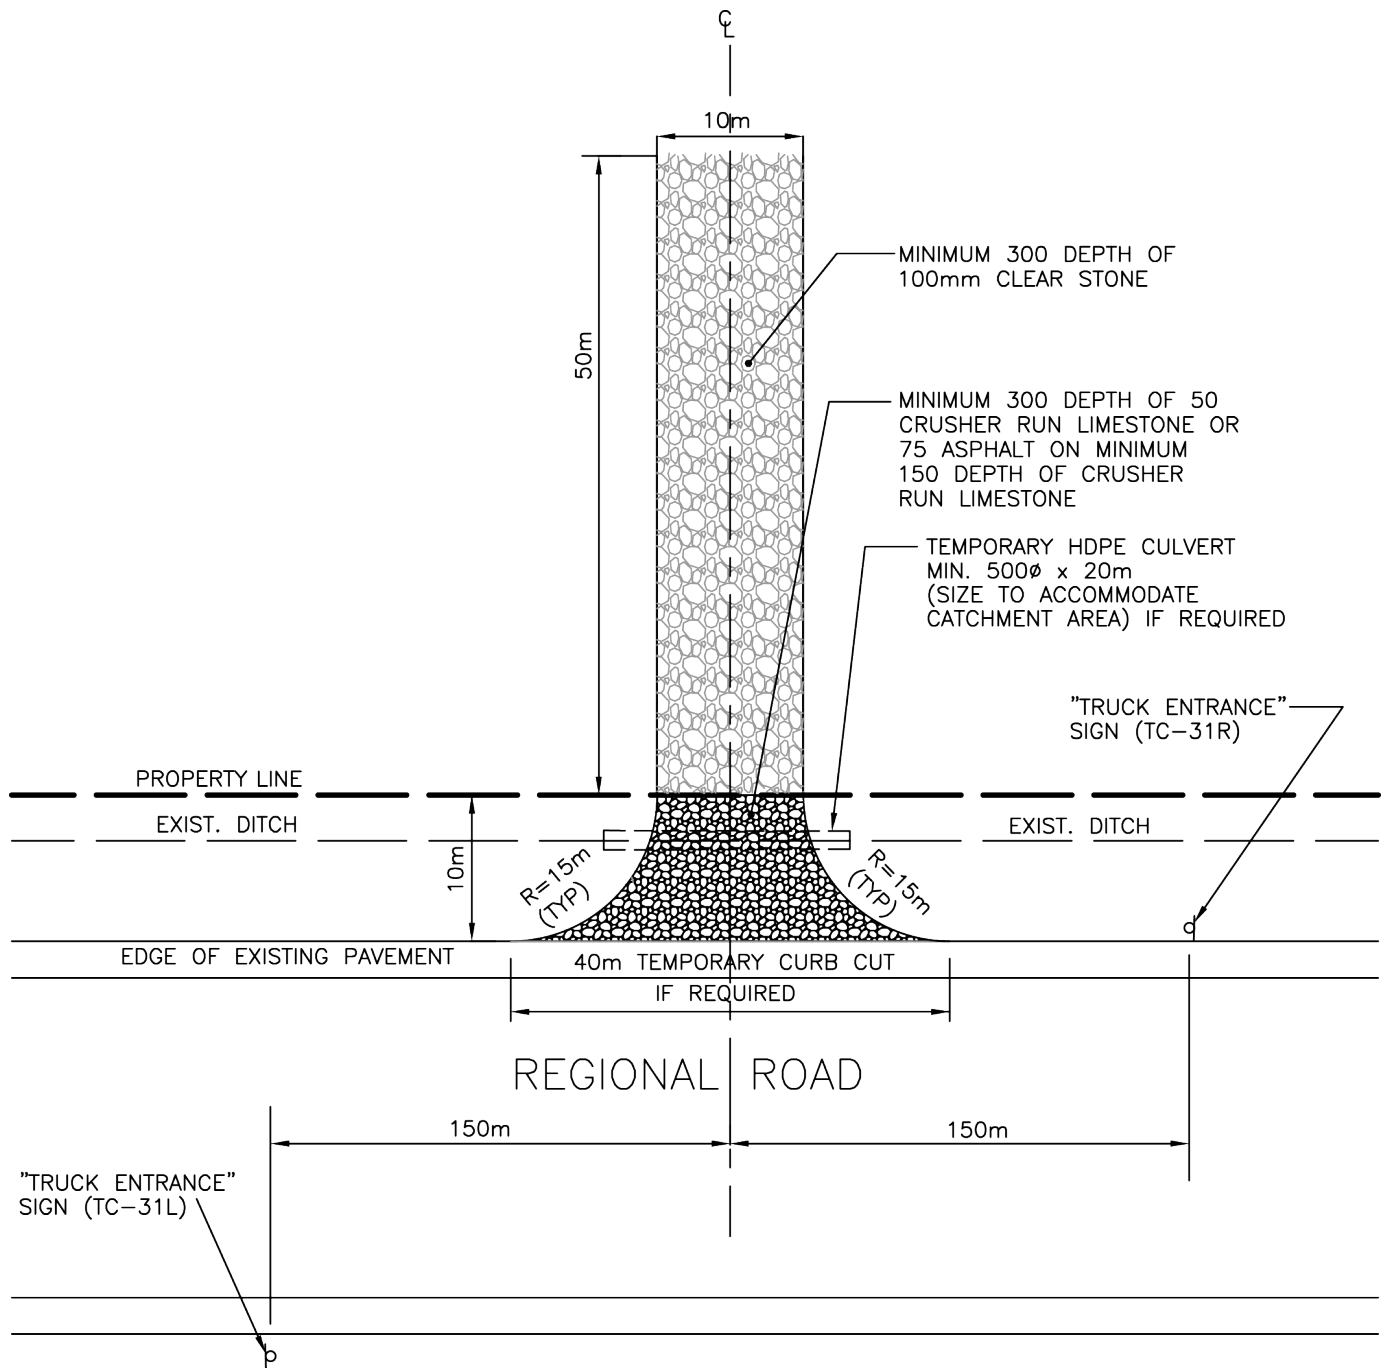 ℄
10m
50m
MINIMUM 300 DEPTH OF
100mm CLEAR STONE
MINIMUM 300 DEPTH OF 50
CRUSHER RUN LIMESTONE OR
75 ASPHALT ON MINIMUM
150 DEPTH OF CRUSHER
RUN LIMESTONE
TEMPORARY HDPE CULVERT
MIN. 500ø x 20m
(SIZE TO ACCOMMODATE
CATCHMENT AREA) IF REQUIRED
"TRUCK ENTRANCE"
SIGN (TC-31R)
PROPERTY LINE
EXIST. DITCH
EXIST. DITCH
10m
R=15m
(TYP)
R=15m
(TYP)
EDGE OF EXISTING PAVEMENT
40m TEMPORARY CURB CUT
IF REQUIRED
REGIONAL ROAD
150m
150m
"TRUCK ENTRANCE"
SIGN (TC-31L)